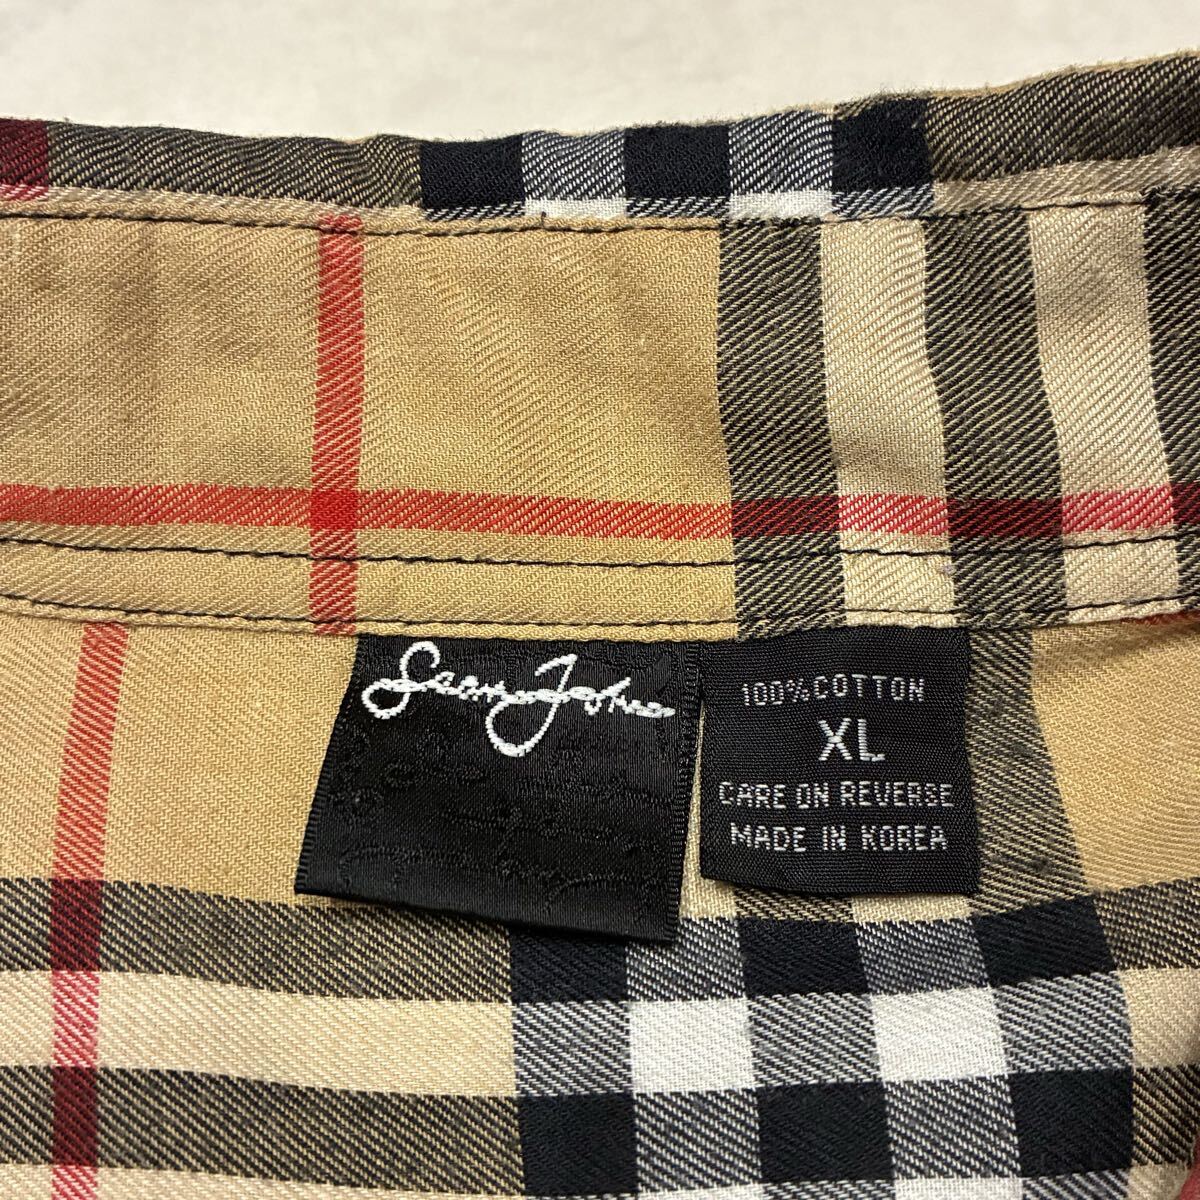 Sean John
100% COTTON
XL
CARE ON REVERSE
MADE IN KOREA